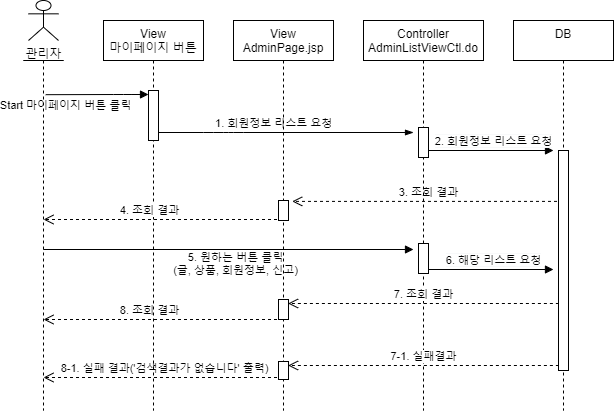 관리자
View
마이페이지 버튼
View
AdminPage.jsp
Controller
AdminListViewCtl.do
DB
Start 마이페이지 버튼 클릭
1. 회원정보 리스트 요청
2. 회원정보 리스트 요청
3. 조회 결과
4. 조회 결과
5. 원하는 버튼 클릭
(글, 상품, 회원정보, 신고)
6. 해당 리스트 요청
7. 조회 결과
8. 조회 결과
7-1. 실패결과
8-1. 실패 결과('검색결과가 없습니다' 출력)